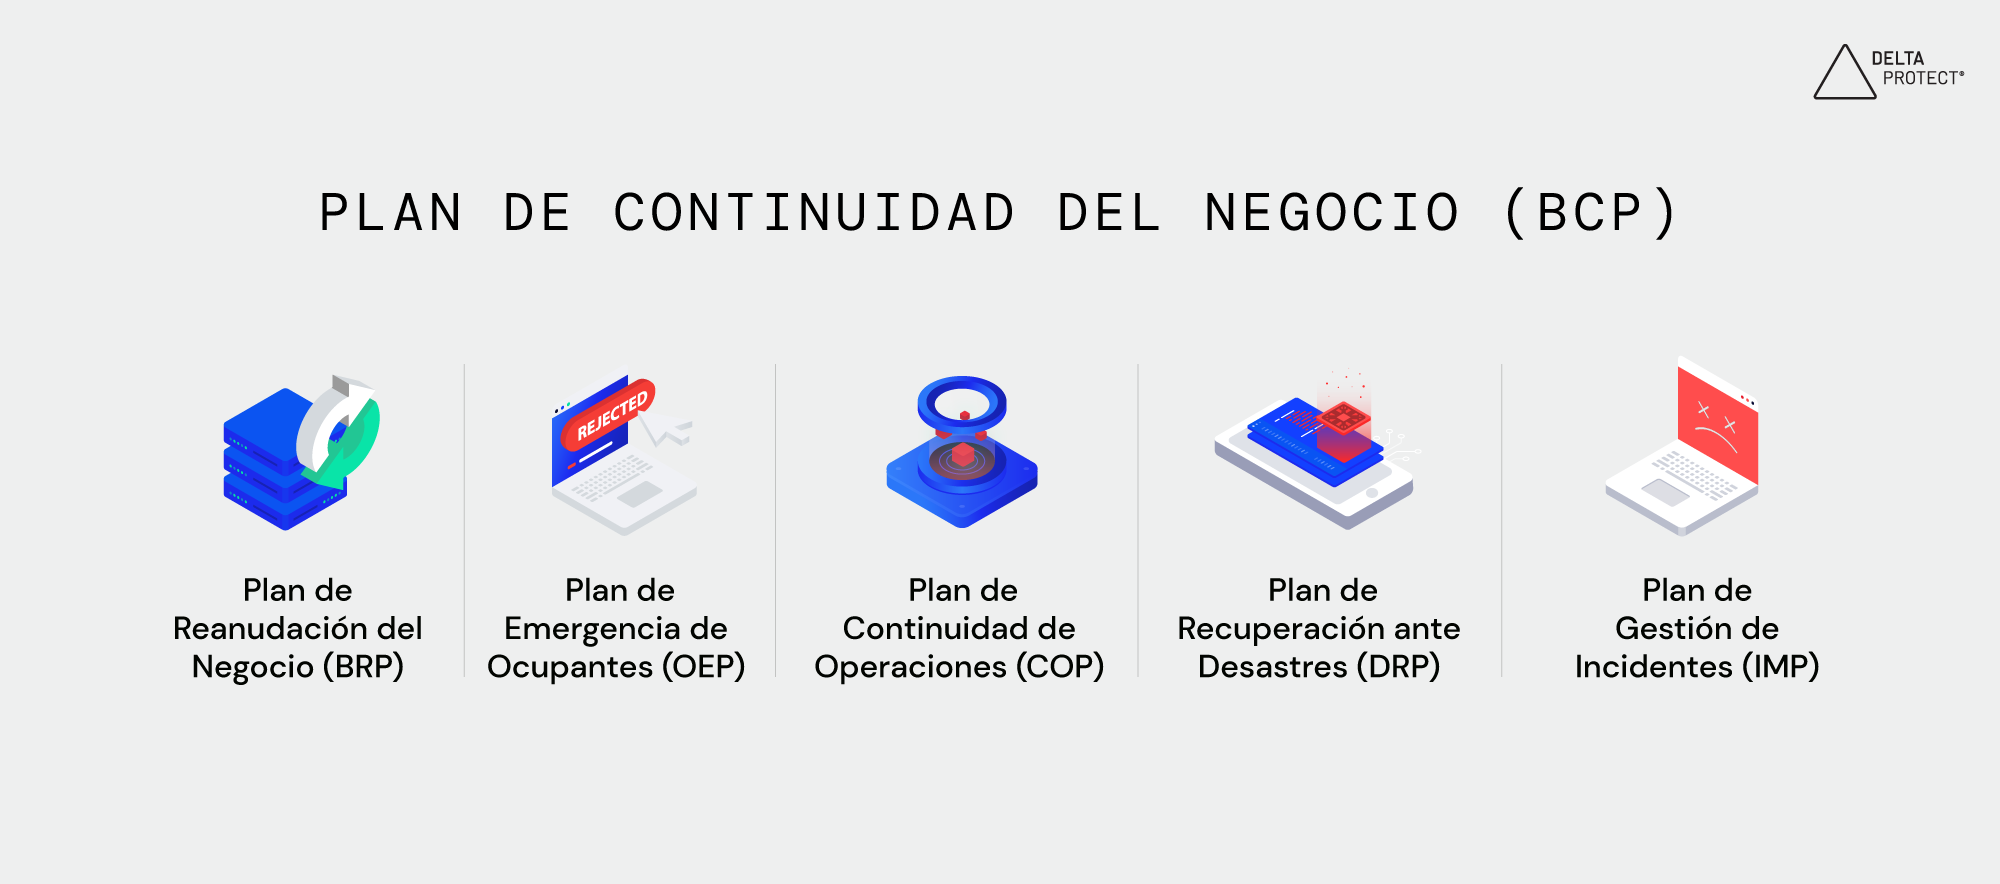 DELTA
PROTECT®
PLAN DE CONTINUIDAD DEL NEGOCIO (BCP)
REJECTED
Plan de
Reanudación del
Negocio (BRP)
Plan de
Emergencia de
Ocupantes (OEP)
Plan de
Continuidad de
Operaciones (COP)
Plan de
Recuperación ante
Desastres (DRP)
Plan de
Gestión de
Incidentes (IMP)